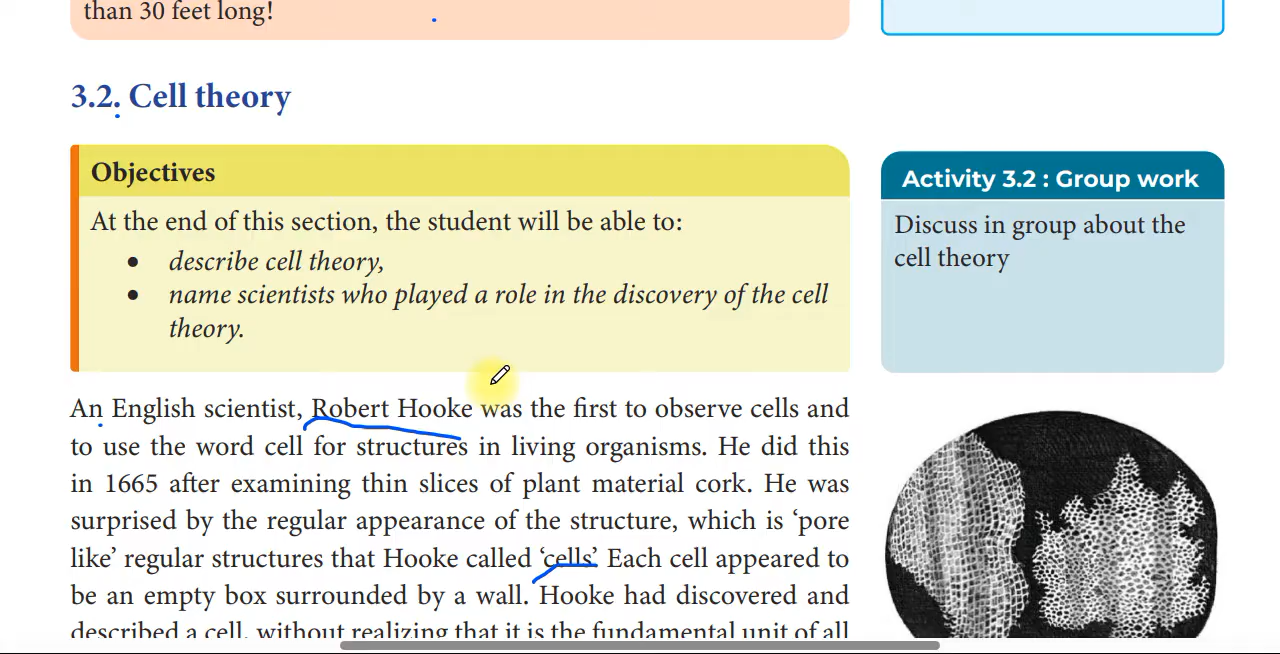 than 30 feet long!
3.2. Cell theory
Objectives
At the end of this section, the student will be able to:
• describe cell theory,
• name scientists who played a role in the discovery of the cell
theory.
Activity 3.2 : Group work
Discuss in group about the
cell theory
An English scientist, Robert Hooke was the first to observe cells and
to use the word cell for structures in living organisms. He did this
in 1665 after examining thin slices of plant material cork. He was
surprised by the regular appearance of the structure, which is ‘pore
like’ regular structures that Hooke called ‘cells’. Each cell appeared to
be an empty box surrounded by a wall. Hooke had discovered and
described a cell, without realizing that it is the fundamental unit of all